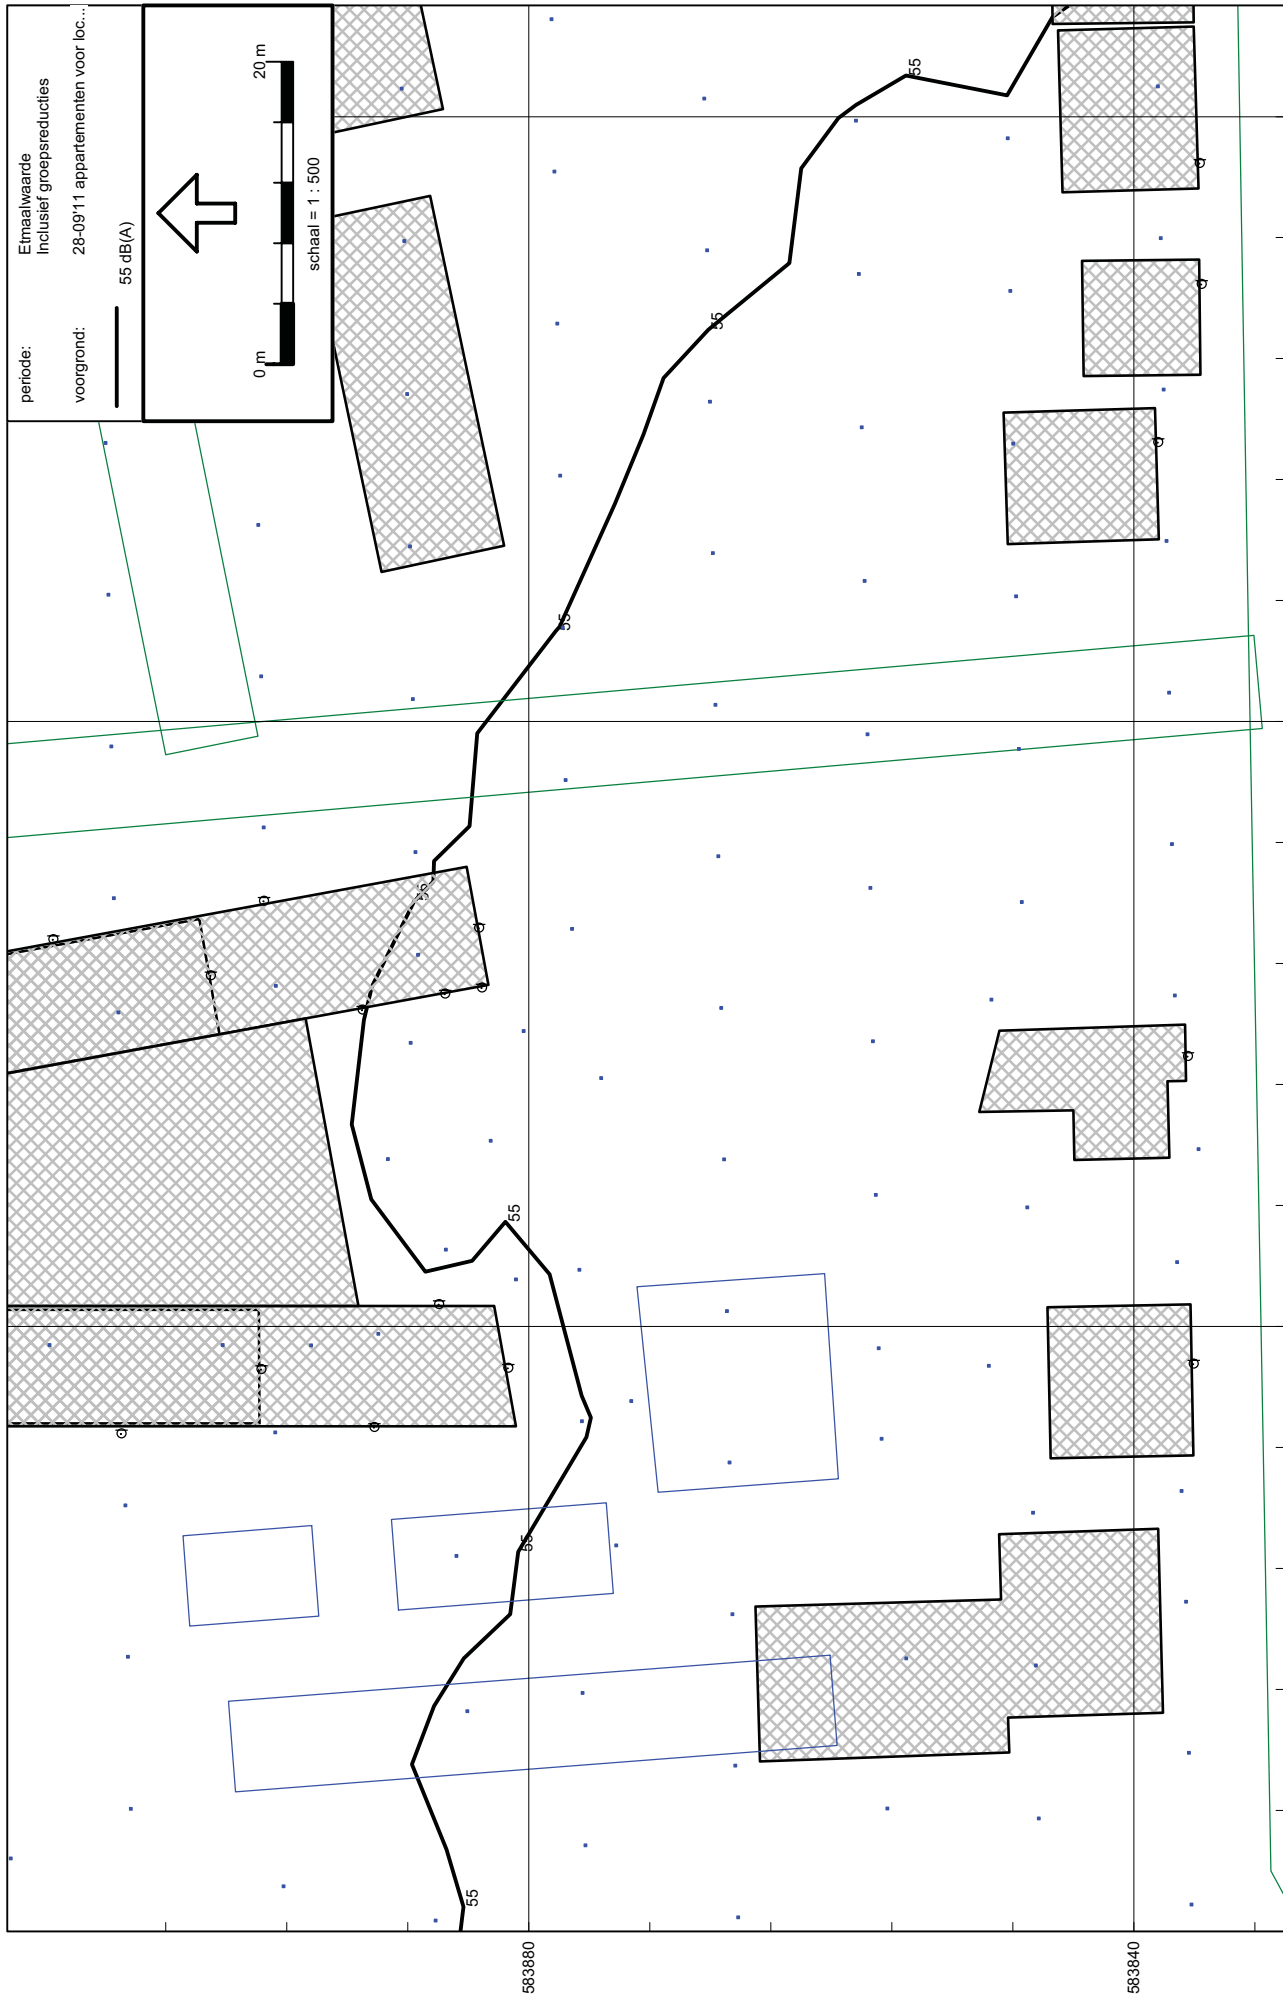 periode: Etmaalwaarde
Inclusief groepsreducties
voorgrond: 28-09'11 appartementen voor loc...
55 dB(A)
0 m 20 m
schaal = 1 : 500
55
55
55
55
55
55
55
55
583880
583840